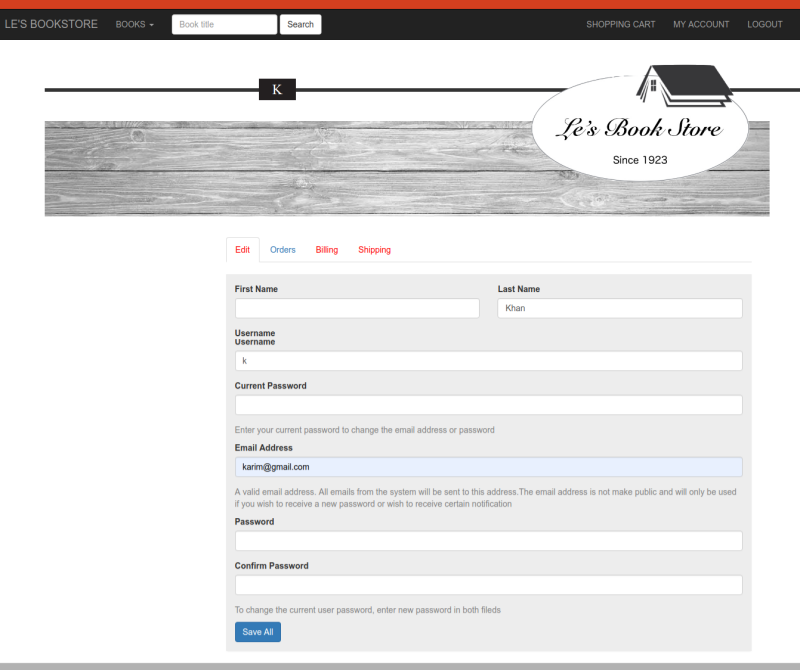 LE'S BOOKSTORE BOOKS Book title Search SHOPPING CART MY ACCOUNT LOGOUT
K
Le's Book Store
Since 1923
Edit Orders Billing Shipping
First Name Last Name
Khan
Username
Username
k
Current Password
Enter your current password to change the email address or password
Email Address
karim@gmail.com
A valid email address. All emails from the system will be sent to this address.The email address is not make public and will only be used
if you wish to receive a new password or wish to receive certain notification
Password
Confirm Password
To change the current user password, enter new password in both fileds
Save All